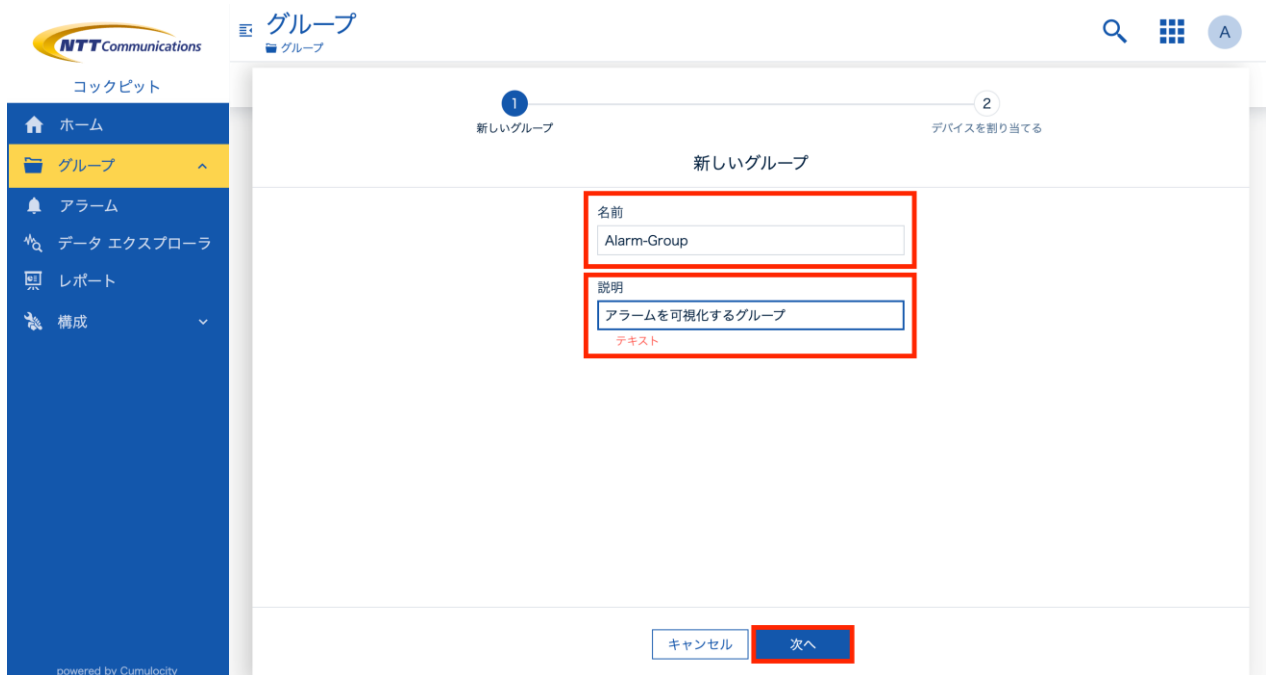 NTT Communications
コックピット
ホーム
グループ
アラーム
データ エクスプローラ
レポート
構成
powered by Cumulocity
グループ
グループ
A
1
新しいグループ
2
デバイスを割り当てる
新しいグループ
名前
Alarm-Group
説明
アラームを可視化するグループ
テキスト
キャンセル
次へ